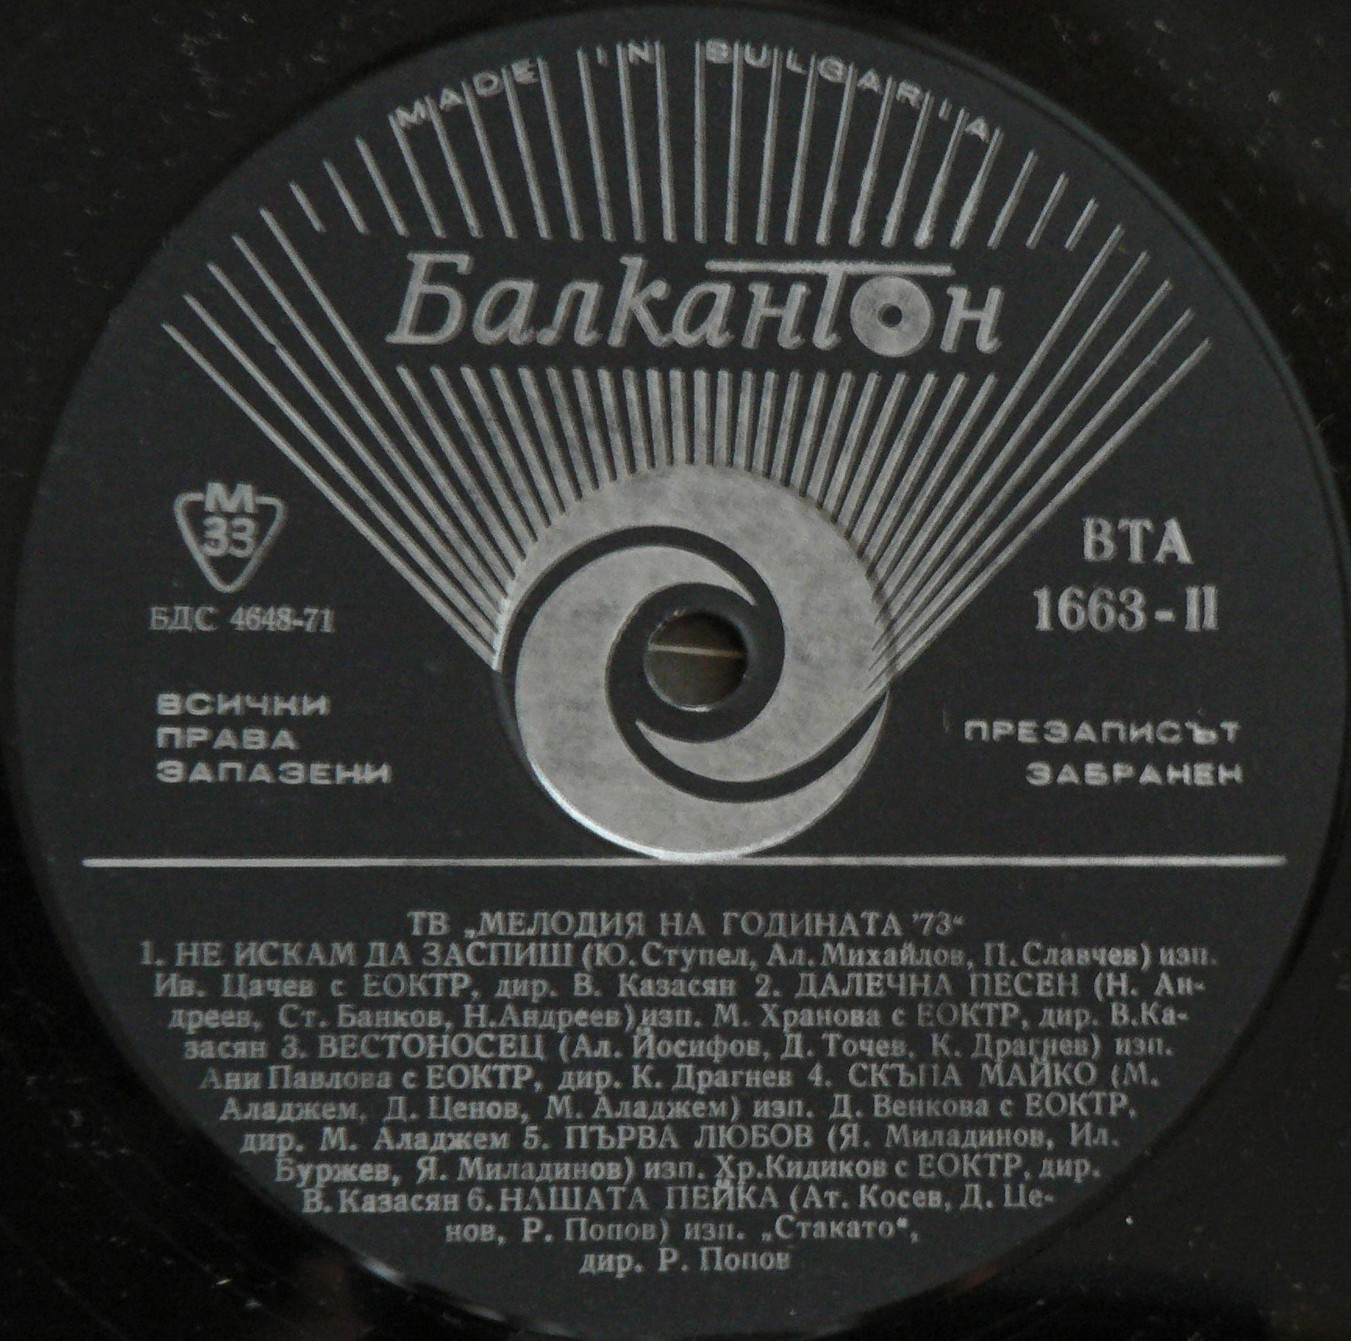 MADE IN BULGARIA
Балкантон
М
33
БДС 4648-71
ВТА
1663-II
ВСИЧКИ
ПРАВА
ЗАПАЗЕНИ
ПРЕЗАПИСЪТ
ЗАБРАНЕН
ТВ „МЕЛОДИЯ НА ГОДИНАТА '73“
1. НЕ ИСКАМ ДА ЗАСПИШ (Ю. Ступел, Ал. Михайлов, П. Славчев) изп.
Ив. Цачев с ЕОКТР, дир. В. Казасян 2. ДАЛЕЧНА ПЕСЕН (Н. Ан-
дреев, Ст. Банков, Н. Андреев) изп. М. Хранова с ЕОКТР, дир. В. Ка-
засян 3. ВЕСТОНОСЕЦ (Ал. Йосифов, Д. Точев, К. Драгнев) изп.
Ани Павлова с ЕОКТР, дир. К. Драгнев 4. СКЪПА МАЙКО (М.
Аладжем, Д. Ценов, М. Аладжем) изп. Д. Венкова с ЕОКТР,
дир. М. Аладжем 5. ПЪРВА ЛЮБОВ (Я. Миладинов, Ил.
Буржев, Я. Миладинов) изп. Хр. Кидиков с ЕОКТР, дир.
В. Казасян 6. НАШАТА ПЕЙКА (Ат. Косев, Д. Це-
нов, Р. Попов) изп. „Стакато“,
дир. Р. Попов